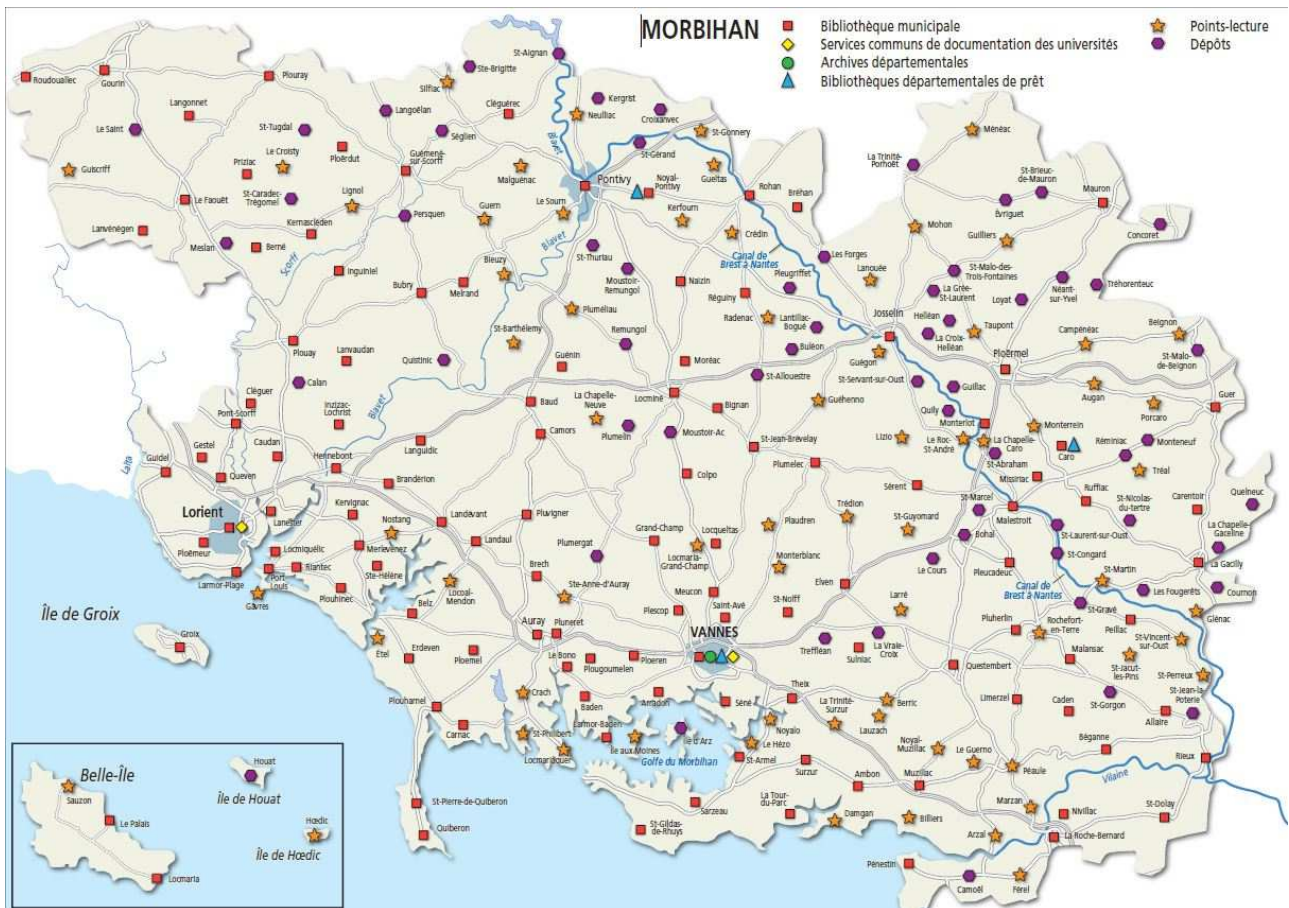 MORBIHAN
Bibliothèque municipale
Services communs de documentation des universités
Archives départementales
Bibliothèques départementales de prêt
Points-lecture
Dépôts
St-Aignan
Ste-Brigitte
Roudouallec
Gourin
Plouray
Silfiac
Langonnet
Langoëlan
Cléguérec
Kergrist
Neulliac
Croixanvec
St-Gonnery
Ménéac
Le Saint
St-Tugdal
Séglien
Blavet
St-Gérand
Le Croisty
Ploërdut
Guémené-
sur-Scorff
Guiscriff
Priziac
Malguénac
Pontivy
Noyal-
Pontivy
Gueltas
La Trinité-
Porhoët
St-Brieuc-
de-Mauron
Lignol
St-Caradec-
Trégomel
Le Faouët
Rohan
Bréhan
Évriguet
Mauron
Kernascléden
Persquen
Guern
Le Sourn
Kerfourn
Crédin
Mohon
Guilliers
Concoret
Lanvénégen
Meslan
Berné
Scorff
Blavet
St-Thuriau
Canal de
Brest à Nantes
Les Forges
Inguiniel
Bubry
Melrand
Bieuzy
Moustoir-
Remungol
Naizin
Pleugriffet
Lanouée
St-Malo-des-
Trois-Fontaines
La Grée-
St-Laurent
Loyat
Néant-
sur-Yvel
Tréhorenteuc
Réguiny
Pluméliau
Radenac
Lantillac-
Bogué
Josselin
Helléan
Taupont
Campénéac
Beignon
Plouay
Lanvaudan
Quistinic
St-Barthélemy
Remungol
Buléon
La Croix-
Helléan
Guénin
Moréac
Guégon
Ploërmel
St-Malo-
de-Beignon
Calan
St-Allouestre
St-Servant-sur-Oust
Guillac
Augan
Cléguer
Inzizac-
Lochrist
Blavet
Baud
La Chapelle-
Neuve
Locminé
Bignan
Guéhenno
Quily
Porcaro
Guer
Pont-Scorff
Gestel
Caudan
Camors
Plumelin
Moustoir-Ac
St-Jean-Brévelay
Lizio
Le Roc-
St-André
Montertlot
La Chapelle-
Caro
Monterrein
Réminiac
Monteneuf
Guidel
Laïta
Queven
Hennebont
Languidic
Plumelec
St-Abraham
Caro
Tréal
Brandérion
Colpo
Sérent
Missiriac
Ruffiac
Lorient
Kervignac
Landévant
Pluvigner
Trédion
St-Marcel
Malestroit
St-Nicolas-
du-tertre
Carentoir
Quelneuc
Lanester
Nostang
Grand-Champ
Locqueltas
Plaudren
St-Guyomard
Ploëmeur
Locmiquélic
Merlevenez
Landaul
Plumergat
Locmaria-
Grand-Champ
Bohal
St-Laurent-sur-Oust
La Chapelle-
Gaceline
Larmor-Plage
Port
Louis
Riantec
Ste-Hélène
Brech
Ste-Anne-d'Auray
Monterblanc
St-Congard
Le Cours
Pleucadeuc
La Gacilly
Gâvres
Plouhinec
Locoal-
Mendon
Meucon
Elven
Canal de
Brest à Nantes
St-Martin
Les Fougerêts
Cournon
Île de Groix
Belz
Plescop
Saint-Avé
St-Nolff
Larré
St-Gravé
Groix
Auray
Pluneret
VANNES
Pluherlin
Rochefort-
en-Terre
Peillac
Glénac
Étel
Erdeven
Ploemel
Le Bono
Plougoumelen
Ploeren
Treffléan
Sulniac
La Vraie-
Croix
Questembert
Malansac
St-Vincent-
sur-Oust
St-Jacut
les-Pins
St-Perreux
Plouharnel
Crach
Baden
Arradon
Séné
Theix
Berric
Limerzel
Caden
St-Gorgon
St-Jean-la-
Poterie
Carnac
St-Philibert
Larmor-Baden
Île aux Moines
Île d'Arz
Noyalo
La Trinité-
Surzur
Lauzach
Allaire
Locmariaquer
Golfe du Morbihan
Le Hézo
St-Armel
Noyal-
Muzillac
Le Guerno
Béganne
Rieux
Belle-Île
Houat
Île de Houat
Surzur
Ambon
Muzillac
Péaule
Vilaine
Sauzon
Le Palais
St-Pierre-de-Quiberon
Sarzeau
La Tour-
du-Parc
Marzan
Nivillac
St-Dolay
Hœdic
Île de Hœdic
Quiberon
St-Gildas-
de-Rhuys
Damgan
Billiers
Arzal
La Roche-Bernard
Locmaria
Pénestin
Camoël
Férel